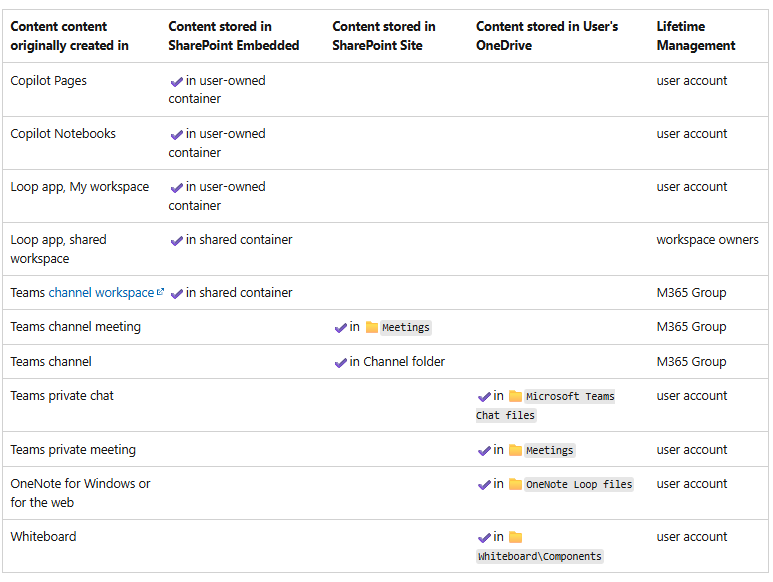 Content content originally created in | Content stored in SharePoint Embedded | Content stored in SharePoint Site | Content stored in User's OneDrive | Lifetime Management
Copilot Pages | ✔ in user-owned container | | | user account
Copilot Notebooks | ✔ in user-owned container | | | user account
Loop app, My workspace | ✔ in user-owned container | | | user account
Loop app, shared workspace | ✔ in shared container | | | workspace owners
Teams channel workspace | ✔ in shared container | | | M365 Group
Teams channel meeting | | ✔ in 📁 Meetings | | M365 Group
Teams channel | | ✔ in Channel folder | | M365 Group
Teams private chat | | | ✔ in 📁 Microsoft Teams Chat files | user account
Teams private meeting | | | ✔ in 📁 Meetings | user account
OneNote for Windows or for the web | | | ✔ in 📁 OneNote Loop files | user account
Whiteboard | | | ✔ in 📁 Whiteboard\Components | user account